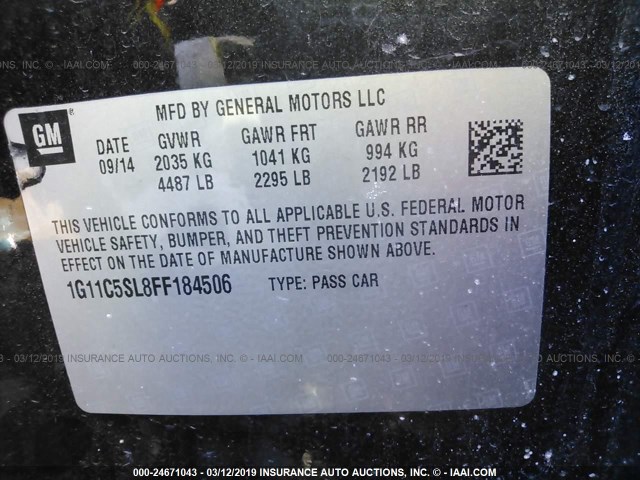 GM ®
MFD BY GENERAL MOTORS LLC
DATE GVWR GAWR FRT GAWR RR
09/14 2035 KG 1041 KG 994 KG
4487 LB 2295 LB 2192 LB
THIS VEHICLE CONFORMS TO ALL APPLICABLE U.S. FEDERAL MOTOR
VEHICLE SAFETY, BUMPER, AND THEFT PREVENTION STANDARDS IN
EFFECT ON THE DATE OF MANUFACTURE SHOWN ABOVE.
1G11C5SL8FF184506 TYPE: PASS CAR
000-24671043 - 03/12/2019 INSURANCE AUTO AUCTIONS, INC. - ©IAAI.COM